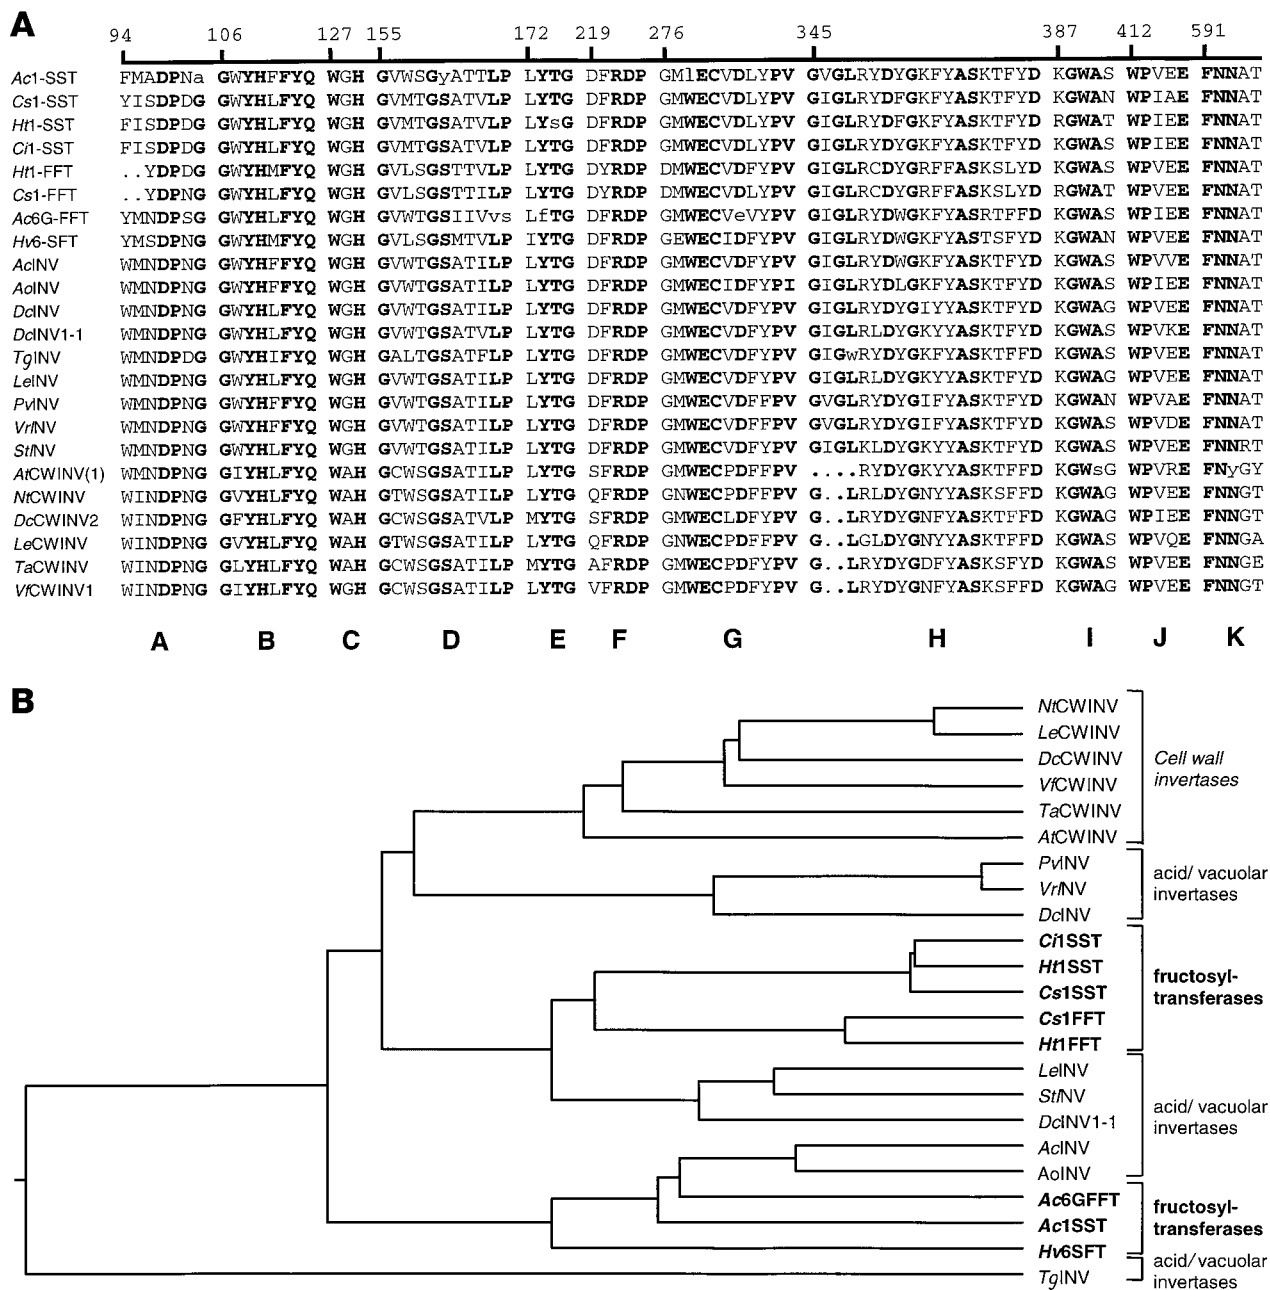 A
94 106 127 155 172 219 276 345 387 412 591
Ac1-SST FMADPNa GWYHFFYQ WGH GVWSGyATTLP LYTG DFRDP GMlECVDLYPV GVGLRYDYGKFYASKTFYD KGWAS WPVEE FNNAT
Cs1-SST YISDPDG GWYHLFYQ WGH GVMTGSATVLP LYTG DFRDP GMWECVDLYPV GIGLRYDFGKFYASKTFYD KGWAN WPIAE FNNAT
Ht1-SST FISDPDG GWYHLFYQ WGH GVMTGSATVLP LYsG DFRDP GMWECVDLYPV GIGLRYDFGKFYASKTFYD RGWAT WPIEE FNNAT
Ci1-SST FISDPDG GWYHLFYQ WGH GVMTGSATVLP LYTG DFRDP GMWECVDLYPV GIGLRYDYGKFYASKTFYD KGWAS WPIEE FNNAT
Ht1-FFT ..YDPDG GWYHMFYQ WGH GVLSGSTTVLP LYTG DYRDP DMWECVDFYPV GIGLRCDYGRFFASKSLYD KGWAS WPVEE FNNAT
Cs1-FFT ..YDPNG GWYHLFYQ WGH GVLSGSTTILP LYTG DYRDP DMWECVDLYPV GIGLRCDYGRFFASKSLYD RGWAT WPVEE FNNAT
Ac6G-FFT YMNDPSG GWYHLFYQ WGH GVWTGSIIVvs LfTG DFRDP GMWECVeVYPV GIGLRYDWGKFYASRTFFD KGWAS WPIEE FNNAT
Hv6-SFT YMSDPNG GWYHMFYQ WGH GVLSGSMTVLP IYTG DFRDP GEWECIDFYPV GIGLRYDWGKFYASTSFYD KGWAN WPVEE FNNAT
AcINV WMNDPNG GWYHFFYQ WGH GVWTGSATILP LYTG DFRDP GMWECVDFYPV GIGLRYDWGKFYASKTFYD KGWAS WPVVE FNNAT
AoINV WMNDPNG GWYHFFYQ WGH GVWTGSATILP LYTG DFRDP GMWECIDFYPI GIGLRYDLGKFYASKTFYD KGWAS WPIEE FNNAT
DcINV WMNDPNG GWYHLFYQ WGH GVWTGSATILP LYTG DFRDP GMWECVDFYPV GIGLRYDYGIYYASKTFYD KGWAG WPVEE FNNAT
DcINV1-1 WMNDPNG GWYHLFYQ WGH GVWTGSATVLP LYTG DFRDP GMWECVDFYPV GIGLRLDYGKYYASKTFYD KGWAS WPVKE FNNAT
TgINV WMNDPDG GWYHIFYQ WGH GALTGSATFLP LYTG DFRDP GMWECVDFYPV GIGwRYDYGKYYASKTFFD KGWAS WPVEE FNNAT
LeINV WMNDPNG GWYHLFYQ WGH GVWTGSATILP LYTG DFRDP GMWECVDFYPV GIGLRLDYGKYYASKTFYD KGWAG WPVEE FNNAT
PvINV WMNDPNG GWYHFFYQ WGH GVWTGSATILP LYTG DFRDP GMWECVDFFPV GVGLRYDYGIFYASKTFYD KGWAN WPVAE FNNAT
VrINV WMNDPNG GWYHFFYQ WGH GVWTGSATILP LYTG DFRDP GMWECVDFFPV GVGLRYDYGIFYASKTFYD KGWAS WPVDE FNNAT
StINV WMNDPNG GWYHLFYQ WGH GVWTGSATILP LYTG DFRDP GMWECVDFFPV GIGLKLDYGKYYASKTFYD KGWAS WPVEE FNNRT
AtCWINV(1) WMNDPNG GIYHLFYQ WAH GCWSGSATILP LYTG SFRDP GMWECPDFFPV ....RYDYGKYYASKTFFD KGWsG WPVRE FNyGY
NtCWINV WINDPNG GVYHLFYQ WAH GTWSGSATILP LYTG QFRDP GNWECPDFFPV G..LRLDYGNYYASKSFFD KGWAG WPVEE FNNGT
DcCWINV2 WINDPNG GFYHLFYQ WAH GCWSGSATVLP MYTG SFRDP GMWECLDFYPV G..LRYDYGNFYASKTFFD KGWAG WPIEE FNNGT
LeCWINV WINDPNG GVYHLFYQ WAH GTWSGSATILP LYTG QFRDP GNWECPDFFPV G..LGLDYGNYYASKTFFD KGWAS WPVQE FNNGA
TaCWINV WINDPNG GLYHLFYQ WAH GCWSGSATILP MYTG AFRDP GMWECPDFYPV G..LRYDYGDFYASKTFFD KGWAG WPVEE FNNGE
VfCWINV1 WINDPNG GIYHLFYQ WGH GCWSGSATILP LYTG VFRDP GMWECPDFYPV G..LRYDYGNFYASKSFFD KGWAG WPVEE FNNGT
A B C D E F G H I J K
B
NtCWINV
LeCWINV
DcCWINV
VfCWINV
TaCWINV
AtCWINV
Cell wall
invertases
PvINV
VrINV
DcINV
acid/ vacuolar
invertases
Ci1SST
Ht1SST
Cs1SST
Cs1FFT
Ht1FFT
fructosyl-
transferases
LeINV
StINV
DcINV1-1
AcINV
AoINV
acid/ vacuolar
invertases
Ac6GFFT
Ac1SST
Hv6SFT
fructosyl-
transferases
TgINV
acid/ vacuolar
invertases